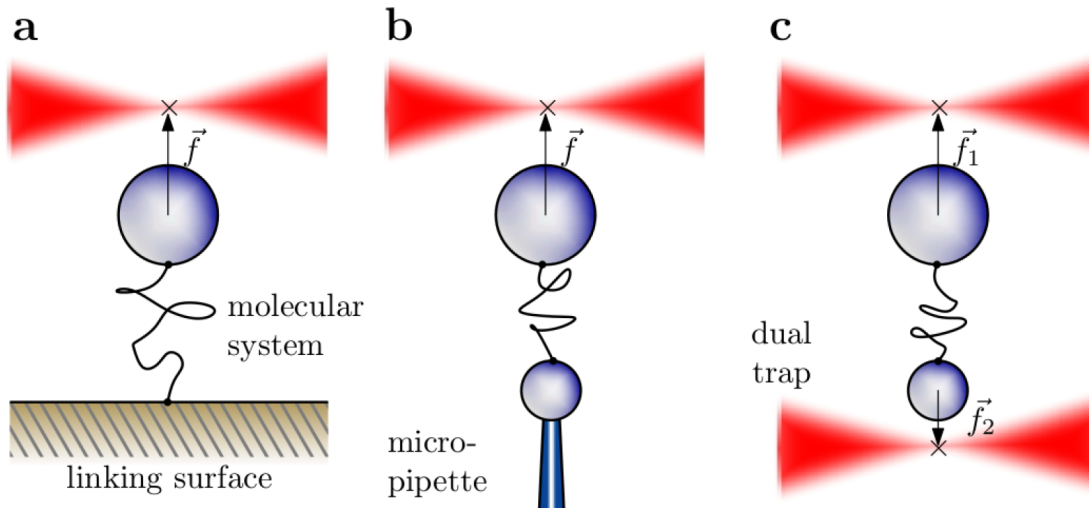 a
b
c
f⃗
f⃗
f⃗₁
molecular
system
dual
trap
f⃗₂
micro-
pipette
linking surface